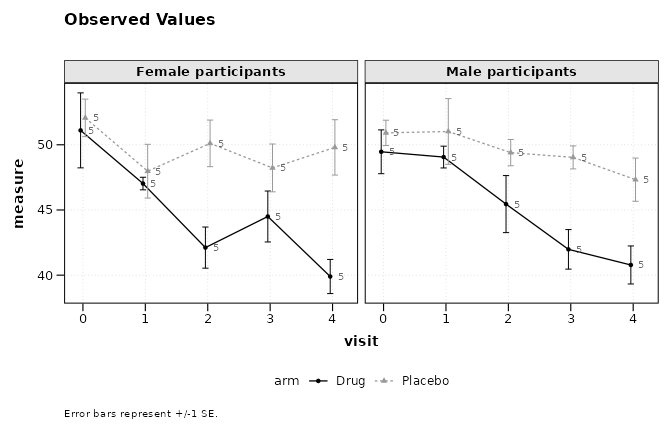 Observed Values
Female participants Male participants
measure
50
45
40
5 5 5 5 5 5 5 5 5 5
5 5 5 5 5 5 5 5 5 5
0 1 2 3 4 0 1 2 3 4
visit
arm Drug Placebo
Error bars represent +/-1 SE.